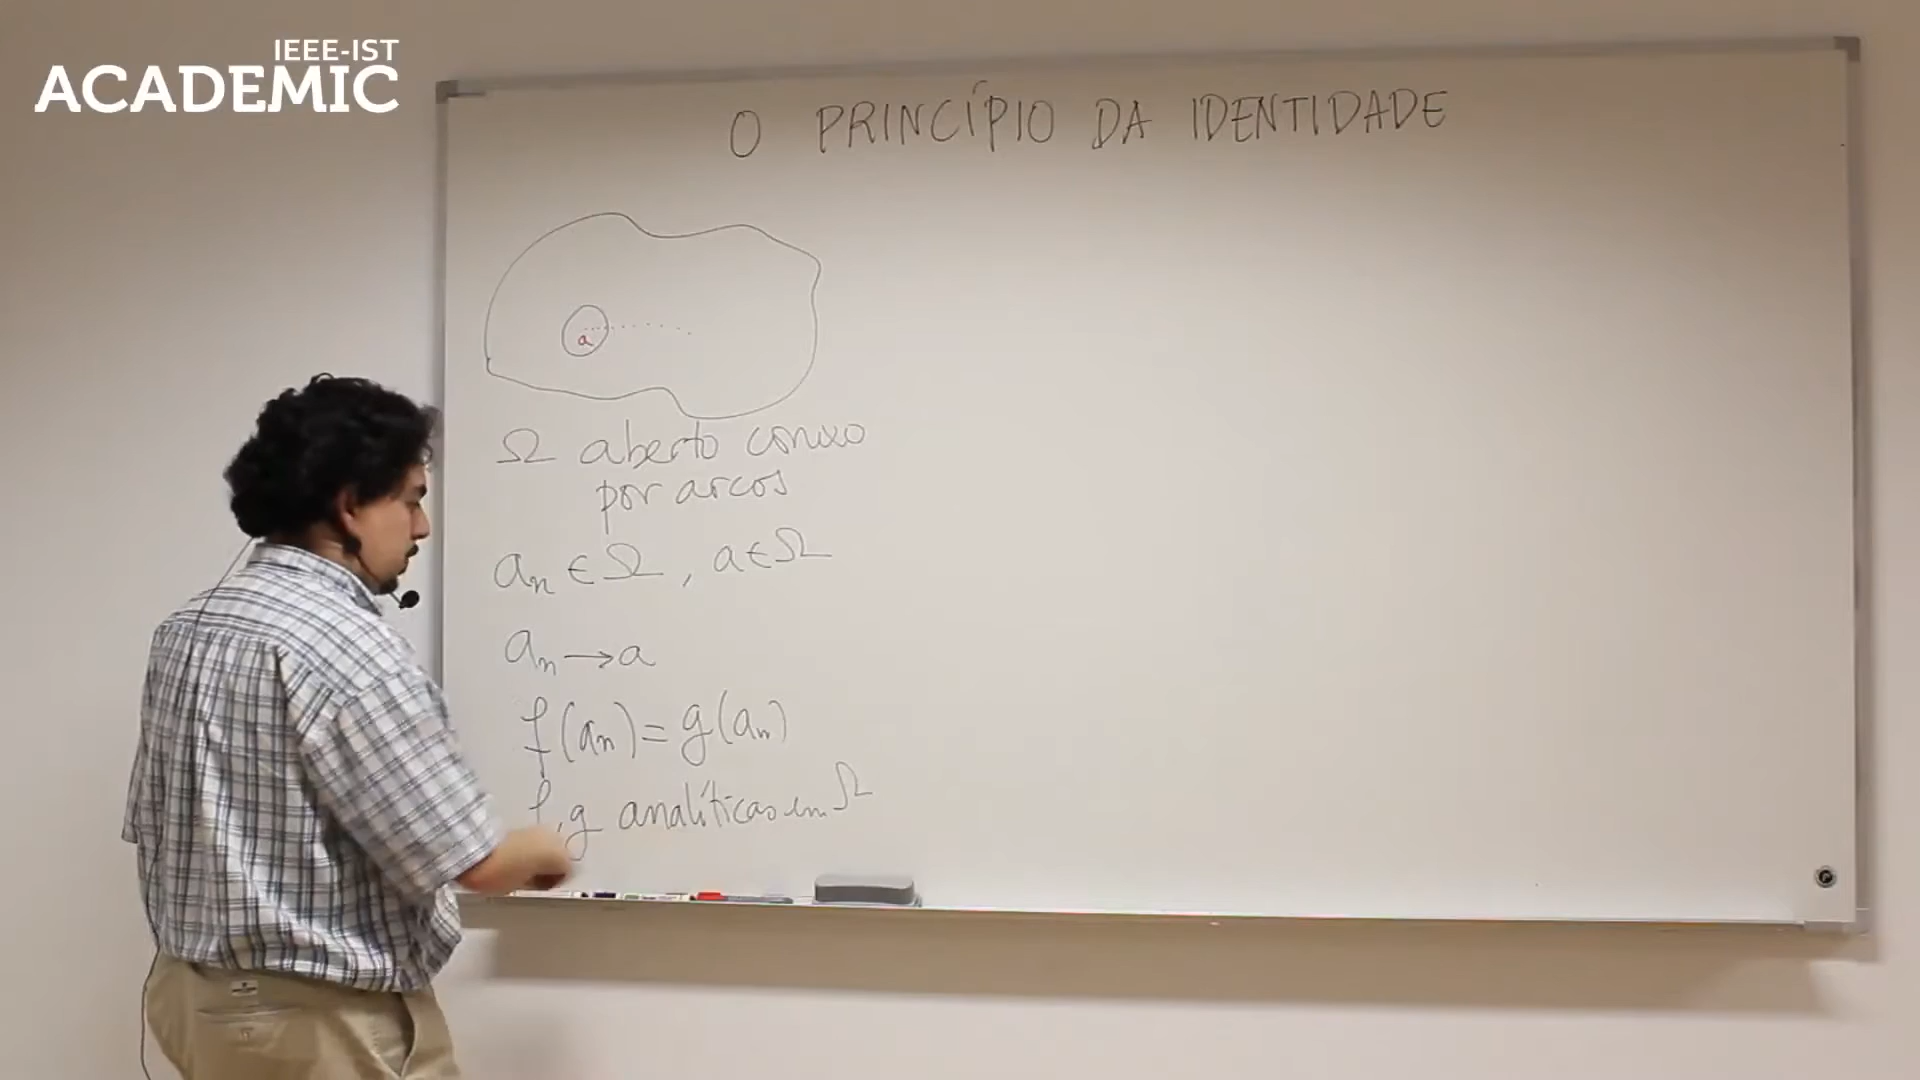 IEEE-IST
ACADEMIC
O PRINCÍPIO DA IDENTIDADE
a
Ω aberto conexo
por arcos
aₙ ∈ Ω, a ∈ Ω
aₙ → a
f(aₙ) = g(aₙ)
f, g analíticas em Ω